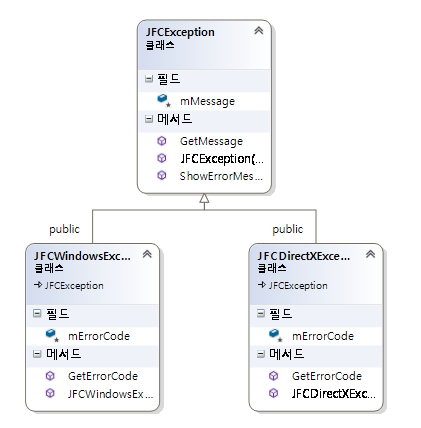 JFCException
클래스
필드
mMessage
메서드
GetMessage
JFCException(...
ShowErrorMes...
public
public
JFCWindowsExc...
클래스
JFCException
필드
mErrorCode
메서드
GetErrorCode
JFCWindowsEx...
JFCDirectXExce...
클래스
JFCException
필드
mErrorCode
메서드
GetErrorCode
JFCDirectXExc...